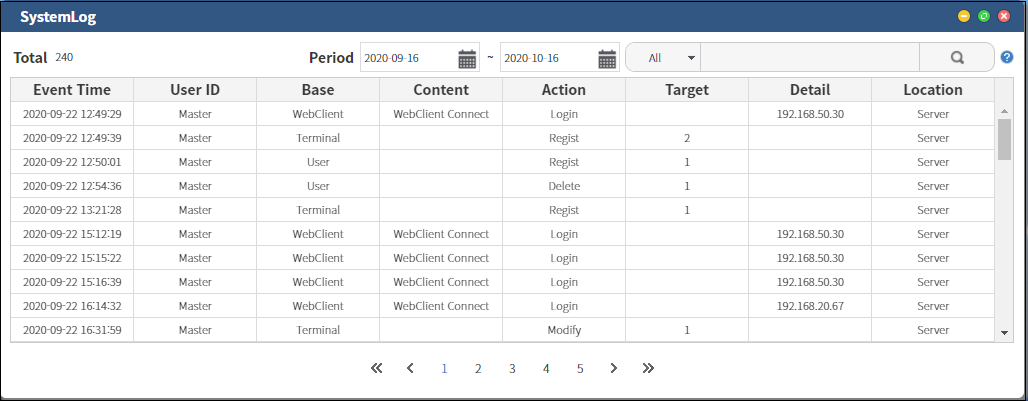 SystemLog
Total 240 Period 2020-09-16 ~ 2020-10-16 All
Event Time User ID Base Content Action Target Detail Location
2020-09-22 12:49:29 Master WebClient WebClient Connect Login 192.168.50.30 Server
2020-09-22 12:49:39 Master Terminal Regist 2 Server
2020-09-22 12:50:01 Master User Regist 1 Server
2020-09-22 12:54:36 Master User Delete 1 Server
2020-09-22 13:21:28 Master Terminal Regist 1 Server
2020-09-22 15:12:19 Master WebClient WebClient Connect Login 192.168.50.30 Server
2020-09-22 15:15:22 Master WebClient WebClient Connect Login 192.168.50.30 Server
2020-09-22 15:16:39 Master WebClient WebClient Connect Login 192.168.50.30 Server
2020-09-22 16:14:32 Master WebClient WebClient Connect Login 192.168.20.67 Server
2020-09-22 16:31:59 Master Terminal Modify 1 Server
1 2 3 4 5